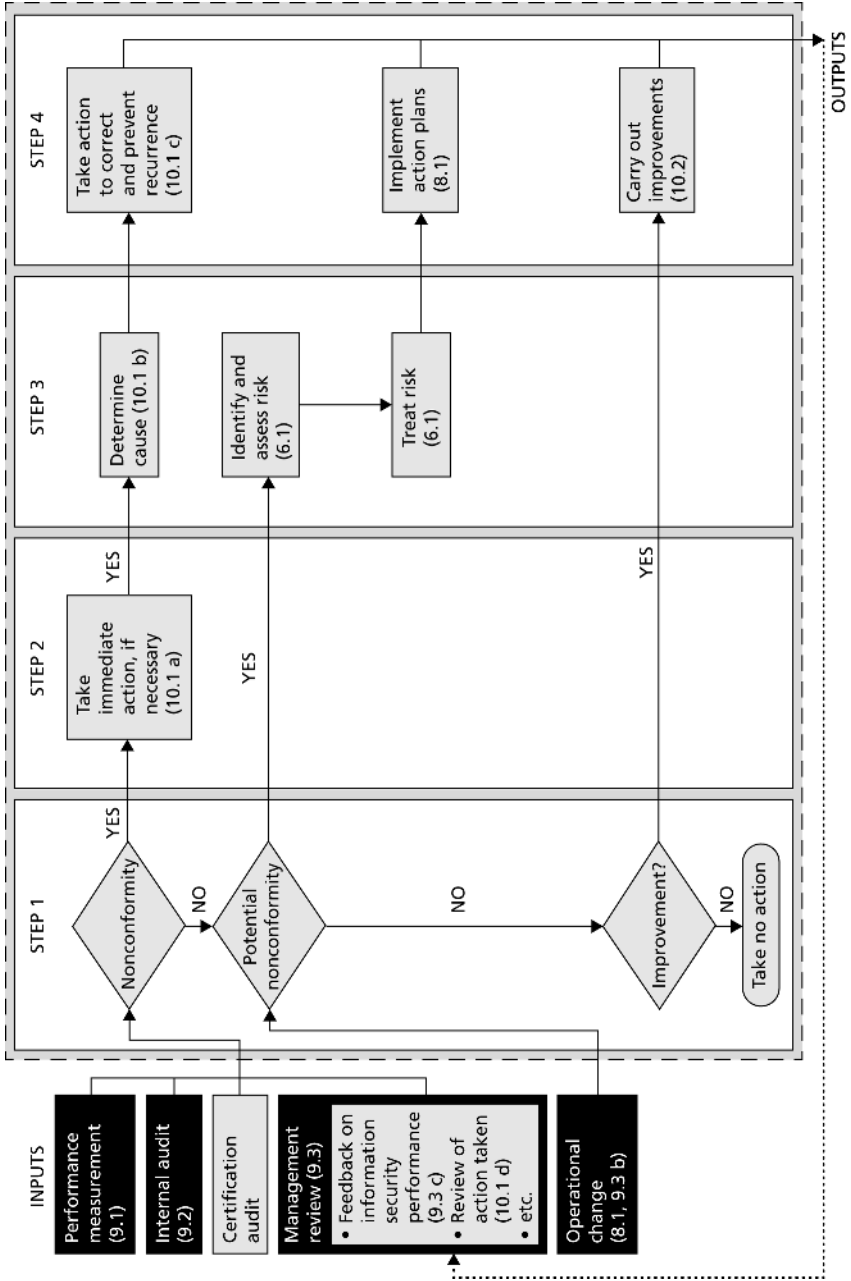 INPUTS
Performance
measurement
(9.1)
Internal audit
(9.2)
Certification
audit
Management
review (9.3)
• Feedback on
information
security
performance
(9.3 c)
• Review of
action taken
(10.1 d)
• etc.
Operational
change
(8.1, 9.3 b)
STEP 1
Nonconformity
YES
NO
Potential
nonconformity
NO
Improvement?
NO
Take no action
STEP 2
Take
immediate
action, if
necessary
(10.1 a)
YES
YES
YES
STEP 3
Determine
cause (10.1 b)
Identify and
assess risk
(6.1)
Treat risk
(6.1)
STEP 4
Take action
to correct
and prevent
recurrence
(10.1 c)
Implement
action plans
(8.1)
Carry out
improvements
(10.2)
OUTPUTS